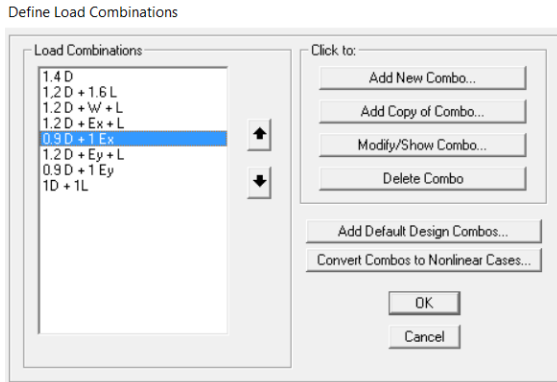 Define Load Combinations
Load Combinations
1.4 D
1,2 D + 1.6 L
1.2 D + W + L
1.2 D + Ex + L
0.9 D + 1 Ex
1.2 D + Ey + L
0.9 D + 1 Ey
1D + 1L
Click to:
Add New Combo...
Add Copy of Combo...
Modify/Show Combo...
Delete Combo
Add Default Design Combos...
Convert Combos to Nonlinear Cases...
OK
Cancel